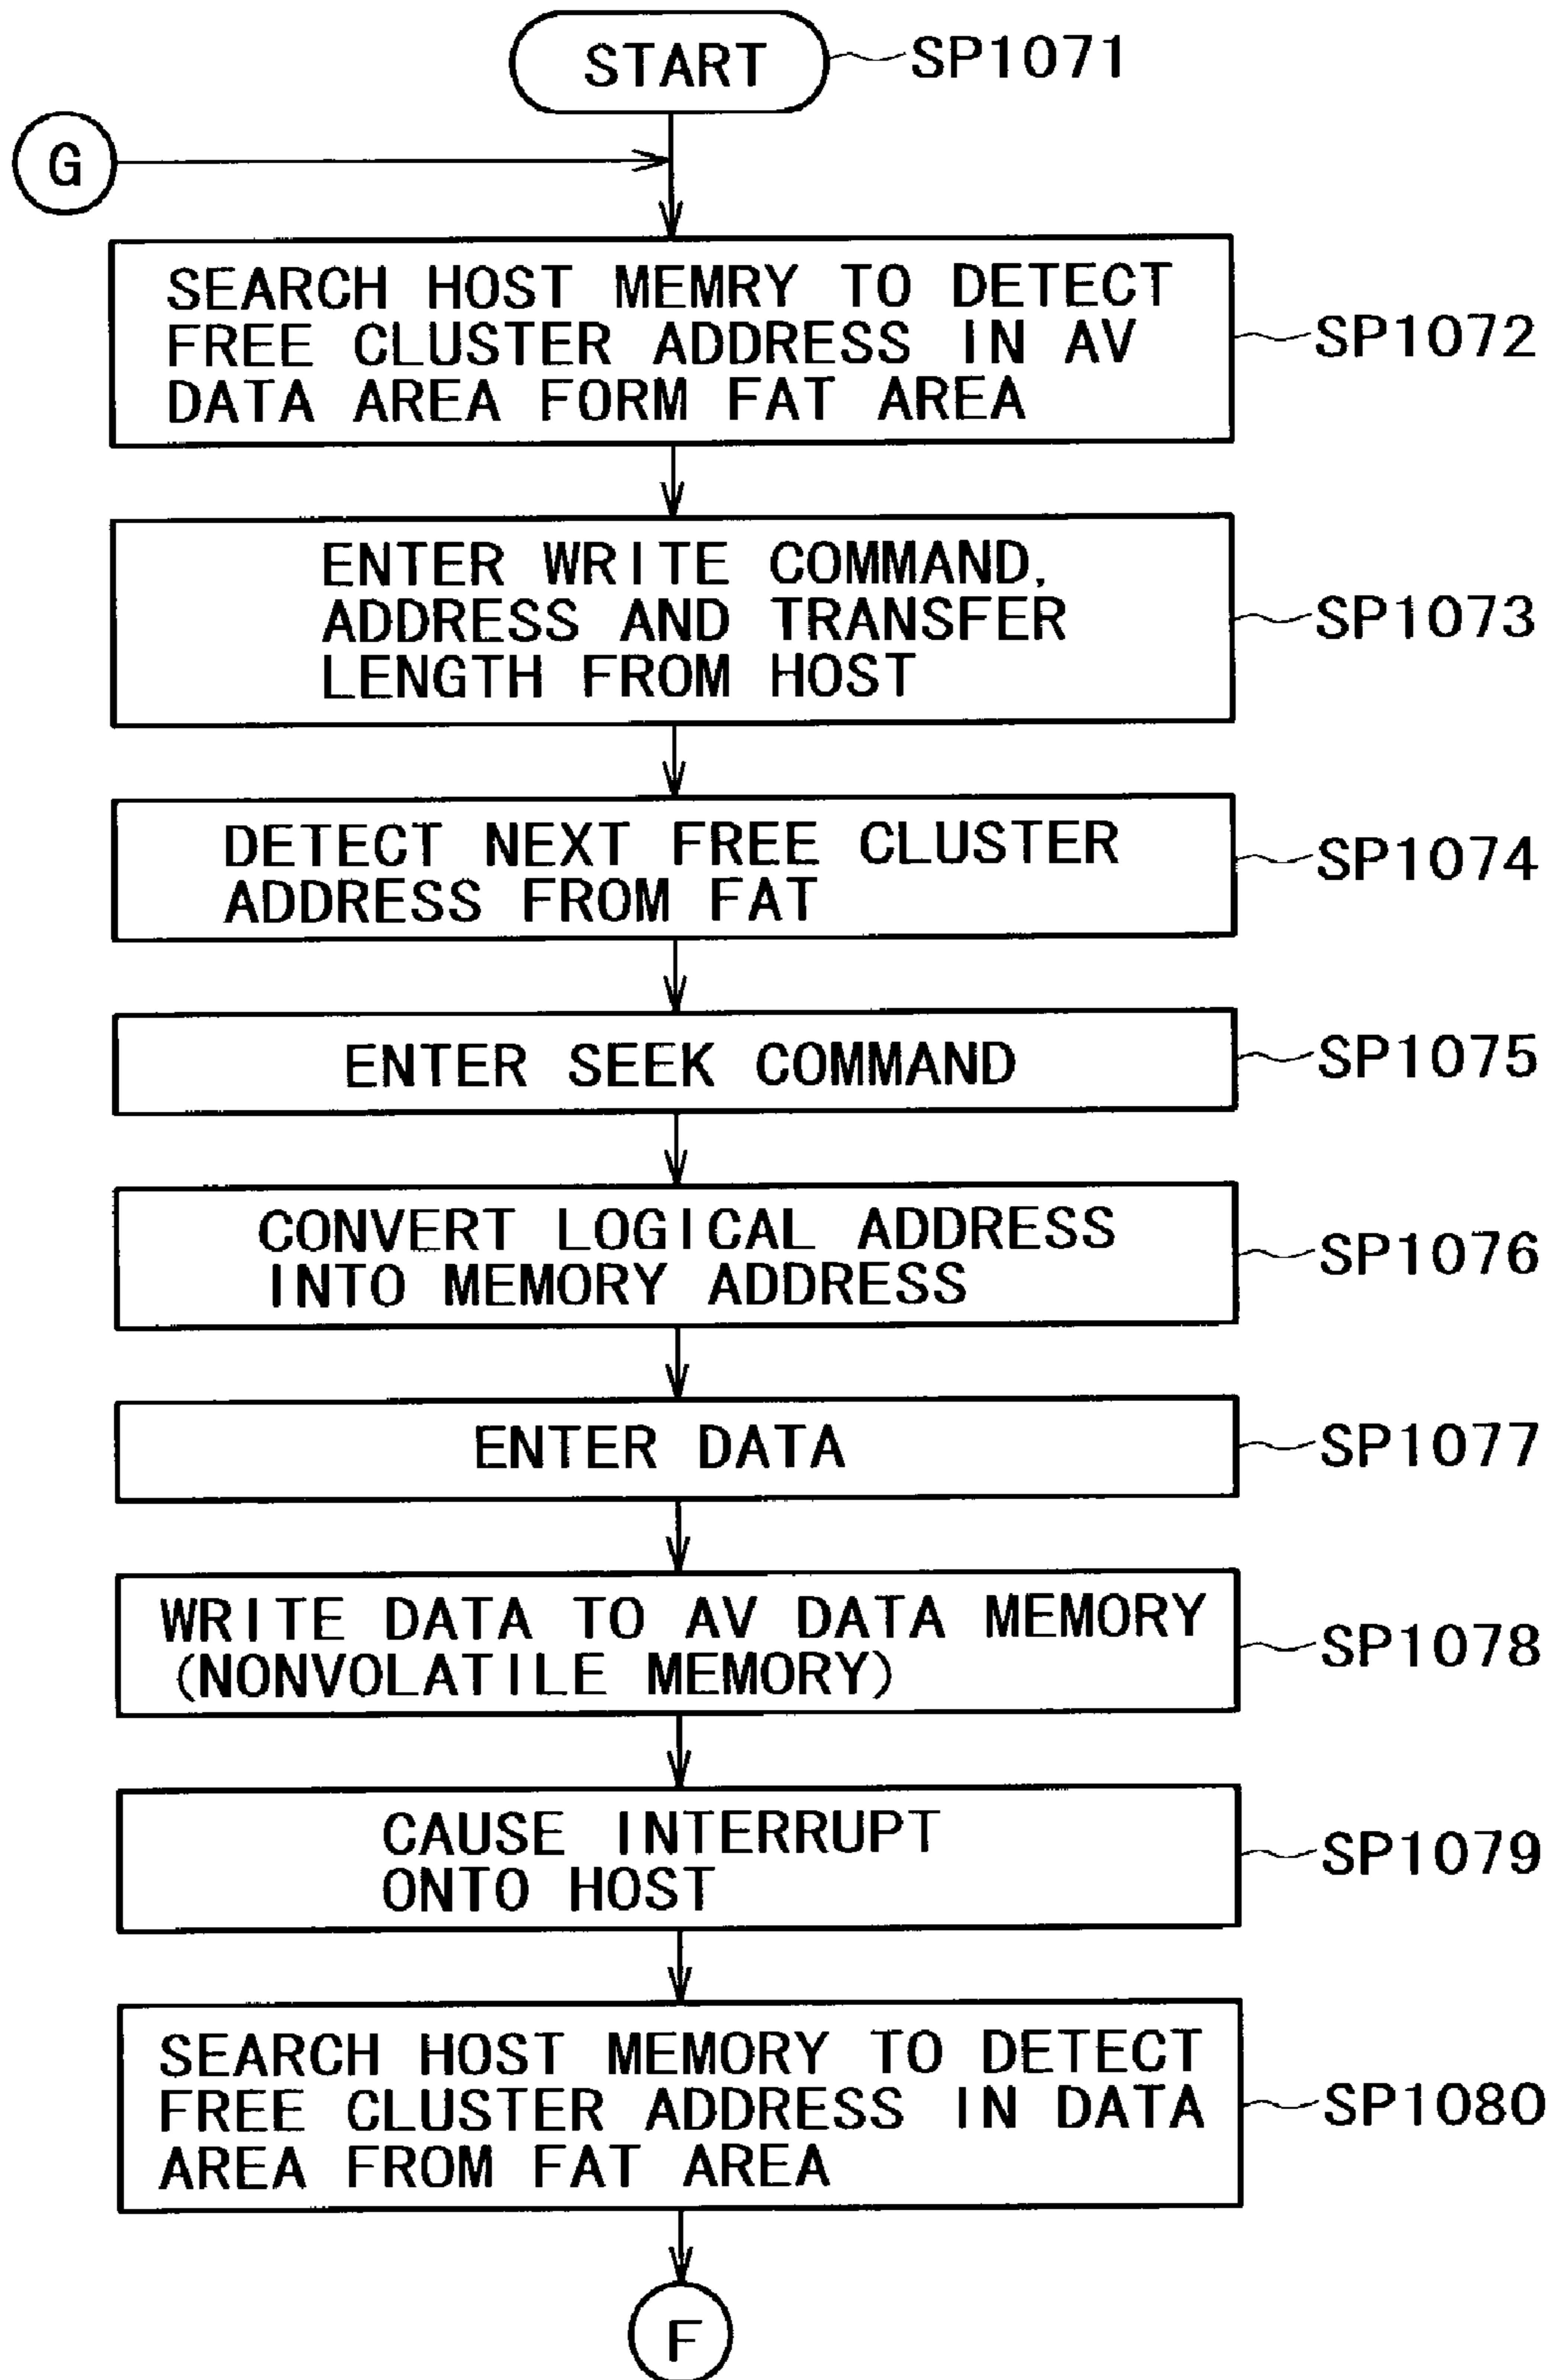 START
SP1071
G
SEARCH HOST MEMRY TO DETECT
FREE CLUSTER ADDRESS IN AV
DATA AREA FORM FAT AREA
SP1072
ENTER WRITE COMMAND,
ADDRESS AND TRANSFER
LENGTH FROM HOST
SP1073
DETECT NEXT FREE CLUSTER
ADDRESS FROM FAT
SP1074
ENTER SEEK COMMAND
SP1075
CONVERT LOGICAL ADDRESS
INTO MEMORY ADDRESS
SP1076
ENTER DATA
SP1077
WRITE DATA TO AV DATA MEMORY
(NONVOLATILE MEMORY)
SP1078
CAUSE INTERRUPT
ONTO HOST
SP1079
SEARCH HOST MEMORY TO DETECT
FREE CLUSTER ADDRESS IN DATA
AREA FROM FAT AREA
SP1080
F